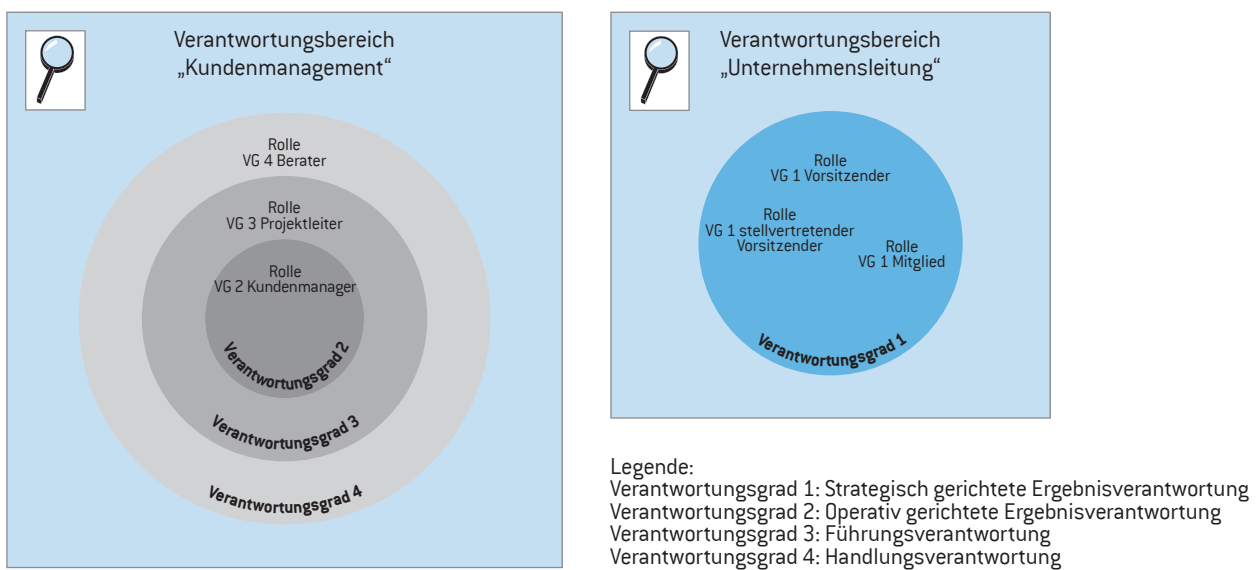 Verantwortungsbereich
„Kundenmanagement“
Rolle
VG 4 Berater
Rolle
VG 3 Projektleiter
Rolle
VG 2 Kundenmanager
Verantwortungsgrad 2
Verantwortungsgrad 3
Verantwortungsgrad 4
Verantwortungsbereich
„Unternehmensleitung“
Rolle
VG 1 Vorsitzender
Rolle
VG 1 stellvertretender
Vorsitzender
Rolle
VG 1 Mitglied
Verantwortungsgrad 1
Legende:
Verantwortungsgrad 1: Strategisch gerichtete Ergebnisverantwortung
Verantwortungsgrad 2: Operativ gerichtete Ergebnisverantwortung
Verantwortungsgrad 3: Führungsverantwortung
Verantwortungsgrad 4: Handlungsverantwortung